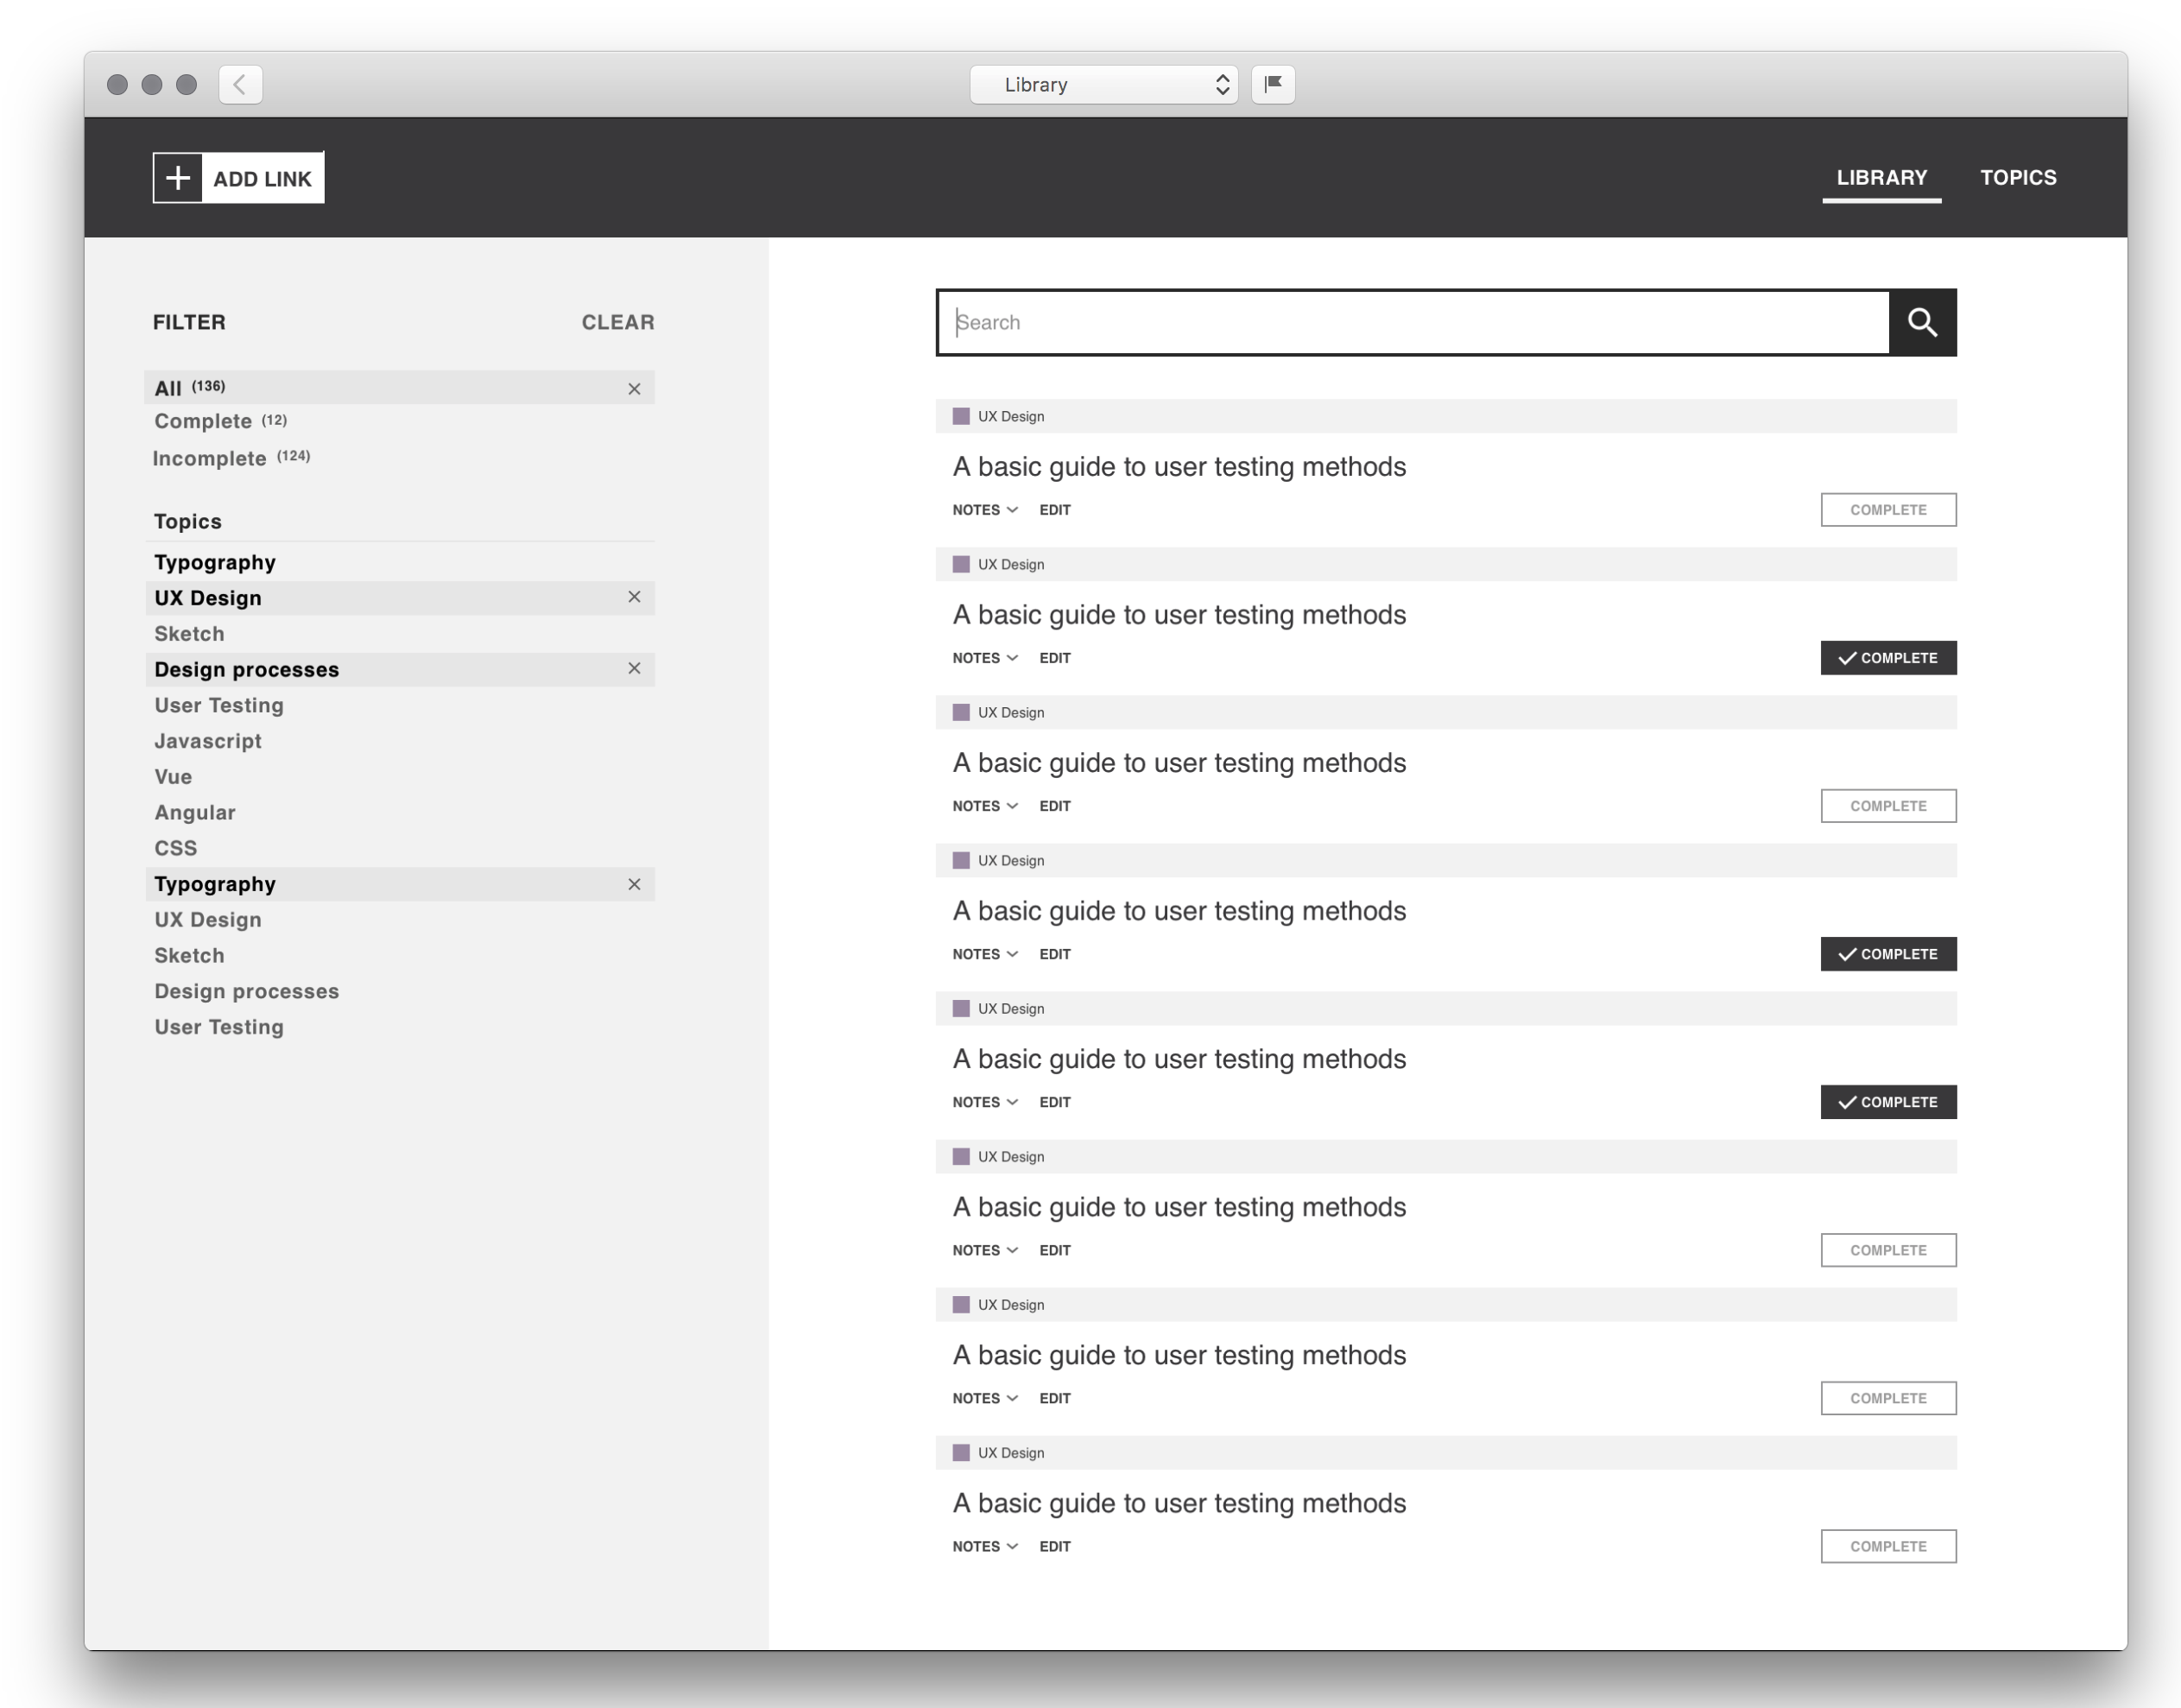 Library
ADD LINK
LIBRARY TOPICS
FILTER CLEAR
All (136)
Complete (12)
Incomplete (124)
Topics
Typography
UX Design
Sketch
Design processes
User Testing
Javascript
Vue
Angular
CSS
Typography
UX Design
Sketch
Design processes
User Testing
Search
UX Design
A basic guide to user testing methods
NOTES EDIT COMPLETE
UX Design
A basic guide to user testing methods
NOTES EDIT COMPLETE
UX Design
A basic guide to user testing methods
NOTES EDIT COMPLETE
UX Design
A basic guide to user testing methods
NOTES EDIT COMPLETE
UX Design
A basic guide to user testing methods
NOTES EDIT COMPLETE
UX Design
A basic guide to user testing methods
NOTES EDIT COMPLETE
UX Design
A basic guide to user testing methods
NOTES EDIT COMPLETE
UX Design
A basic guide to user testing methods
NOTES EDIT COMPLETE